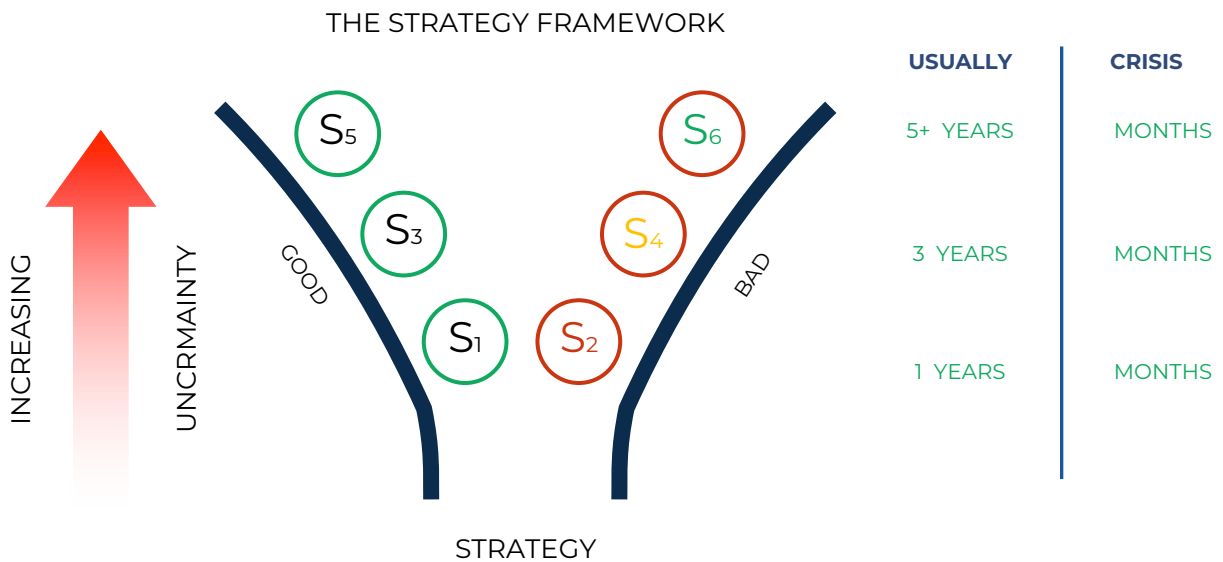 THE STRATEGY FRAMEWORK
USUALLY
CRISIS
S5
S6
5+ YEARS
MONTHS
S3
S4
3 YEARS
MONTHS
GOOD
BAD
INCREASING
UNCRMAINTY
S1
S2
1 YEARS
MONTHS
STRATEGY